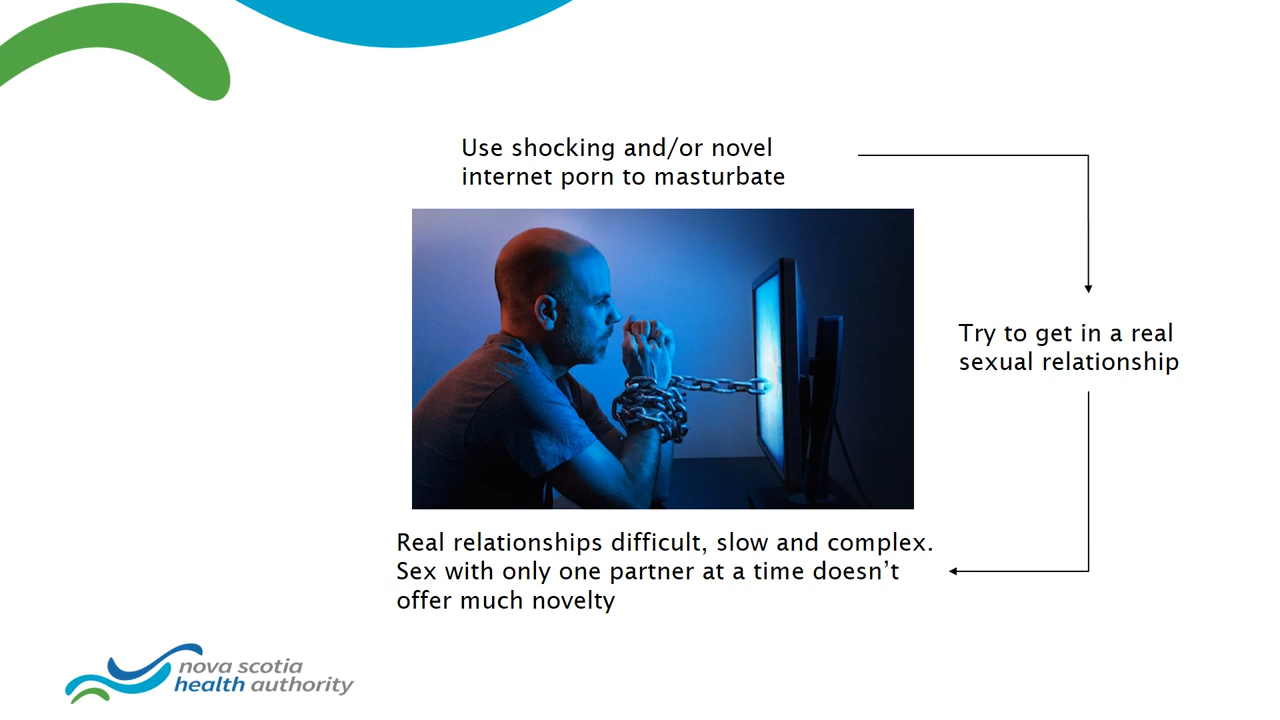 Use shocking and/or novel
internet porn to masturbate
Try to get in a real
sexual relationship
Real relationships difficult, slow and complex.
Sex with only one partner at a time doesn’t
offer much novelty
nova scotia
health authority